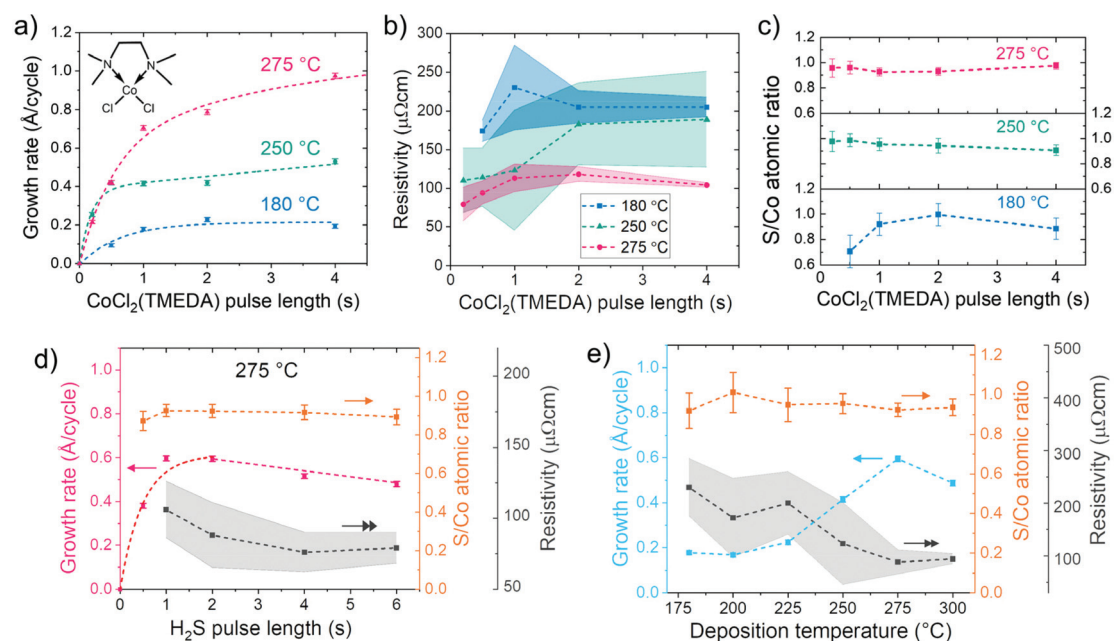 a)
1.2
1.0
0.8
0.6
0.4
0.2
0.0
0
1
2
3
4
Growth rate (Å/cycle)
CoCl₂(TMEDA) pulse length (s)
N
N
Co
Cl
Cl
275 °C
250 °C
180 °C
b)
300
250
200
150
100
50
0
0
1
2
3
4
Resistivity (μΩcm)
CoCl₂(TMEDA) pulse length (s)
180 °C
250 °C
275 °C
c)
1.2
1.0
0.8
0.6
275 °C
250 °C
1.2
1.0
0.8
0.6
1.2
1.0
0.8
0.6
180 °C
0
1
2
3
4
S/Co atomic ratio
CoCl₂(TMEDA) pulse length (s)
d)
275 °C
1.0
0.8
0.6
0.4
0.2
0.0
Growth rate (Å/cycle)
0
1
2
3
4
5
6
H₂S pulse length (s)
1.2
1.0
0.8
0.6
0.4
0.2
0.0
S/Co atomic ratio
200
150
100
50
Resistivity (μΩcm)
e)
1.0
0.8
0.6
0.4
0.2
0.0
Growth rate (Å/cycle)
175
200
225
250
275
300
Deposition temperature (°C)
1.2
1.0
0.8
0.6
0.4
0.2
0.0
S/Co atomic ratio
500
400
300
200
100
Resistivity (μΩcm)